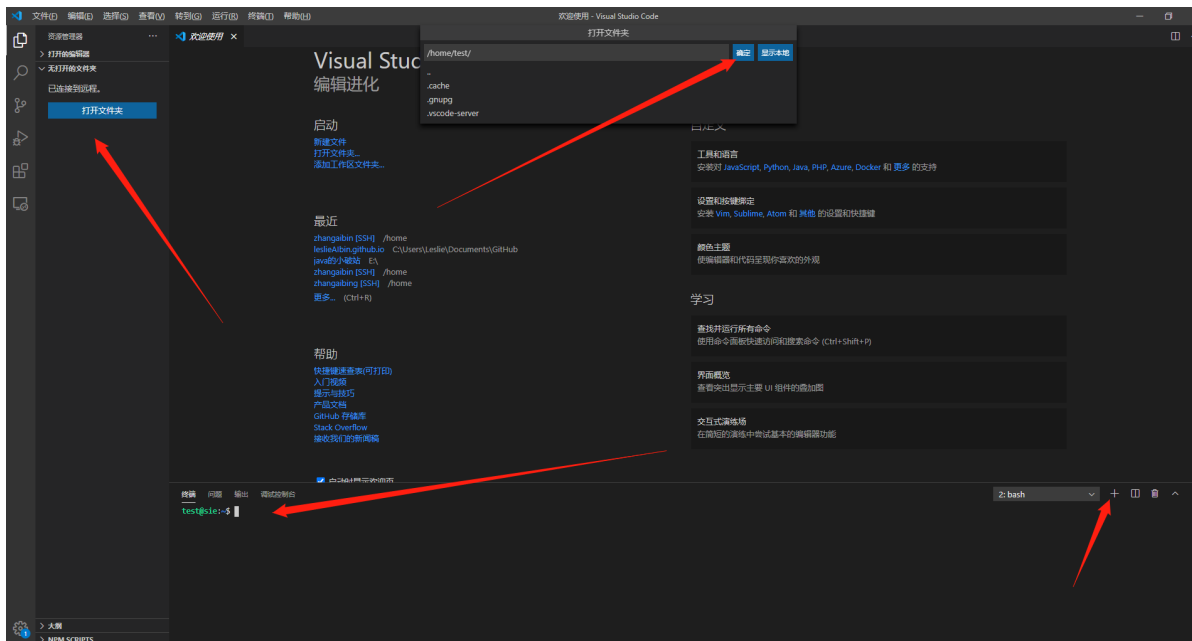 文件(F) 编辑(E) 选择(S) 查看(V) 转到(G) 运行(R) 终端(T) 帮助(H)
欢迎使用 - Visual Studio Code
资源管理器
打开的编辑器
无打开的文件夹
已连接到远程。
打开文件夹
欢迎使用
打开文件夹
/home/test/
确定
显示本地
..
.cache
.gnupg
.vscode-server
Visual Stud
编辑进化
启动
新建文件
打开文件夹...
添加工作区文件夹...
最近
zhangaibin [SSH] /home
leslieAIbin.github.io C:\Users\Leslie\Documents\GitHub
java的小破站 E:\
zhangaibin [SSH] /home
zhangaibing [SSH] /home
更多... (Ctrl+R)
帮助
快捷键速查表(可打印)
入门视频
提示与技巧
产品文档
GitHub 存储库
Stack Overflow
接收我们的新闻稿
启动时显示欢迎页
自定义
工具和语言
安装对 JavaScript, Python, Java, PHP, Azure, Docker 和 更多 的支持
设置和按键绑定
安装 Vim, Sublime, Atom 和 其他 的设置和快捷键
颜色主题
使编辑器和代码呈现你喜欢的外观
学习
查找并运行所有命令
使用命令面板快速访问和搜索命令 (Ctrl+Shift+P)
界面概览
查看突出显示主要 UI 组件的叠加图
交互式演练场
在简短的演练中尝试基本的编辑器功能
终端 问题 输出 调试控制台
2: bash
test@sie:~$
大纲
NPM SCRIPTS
1